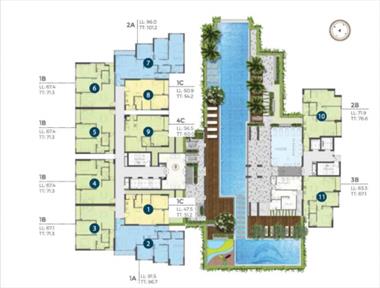 2A
LL: 96.0
TT: 101.2
7
1B
LL: 67.4
TT: 71.3
6
1C
LL: 50.9
TT: 54.2
8
1B
LL: 67.4
TT: 71.3
5
4C
LL: 56.5
TT: 60.0
9
2B
LL: 71.9
TT: 76.6
10
1B
LL: 67.4
TT: 71.3
4
3B
LL: 63.3
TT: 67.1
11
1C
LL: 47.5
TT: 51.2
1
1B
LL: 67.1
TT: 71.3
3
2
1A
LL: 91.5
TT: 96.7